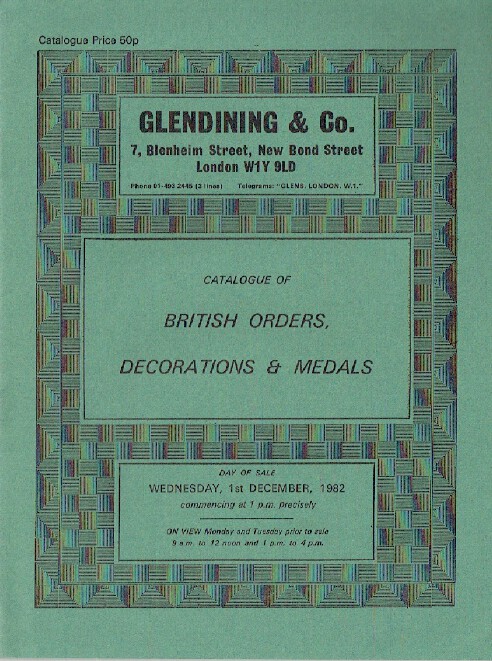 Catalogue Price 50p
GLENDINING & Co.
7, Blenheim Street, New Bond Street
London W1Y 9LD
Phone 01-493 2445 (3 lines) Telegrams: "GLENS, LONDON, W.1."
CATALOGUE OF
BRITISH ORDERS,
DECORATIONS & MEDALS
DAY OF SALE
WEDNESDAY, 1st DECEMBER, 1982
commencing at 1 p.m. precisely
ON VIEW Monday and Tuesday prior to sale
9 a.m. to 12 noon and 1 p.m. to 4 p.m.